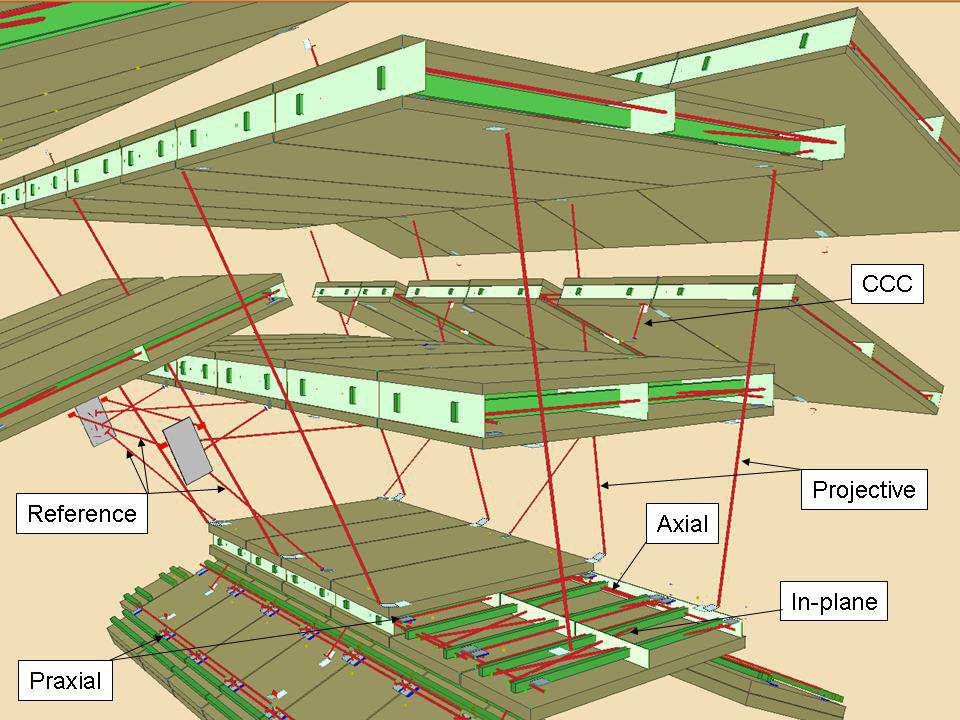 CCC
Projective
Reference
Axial
In-plane
Praxial